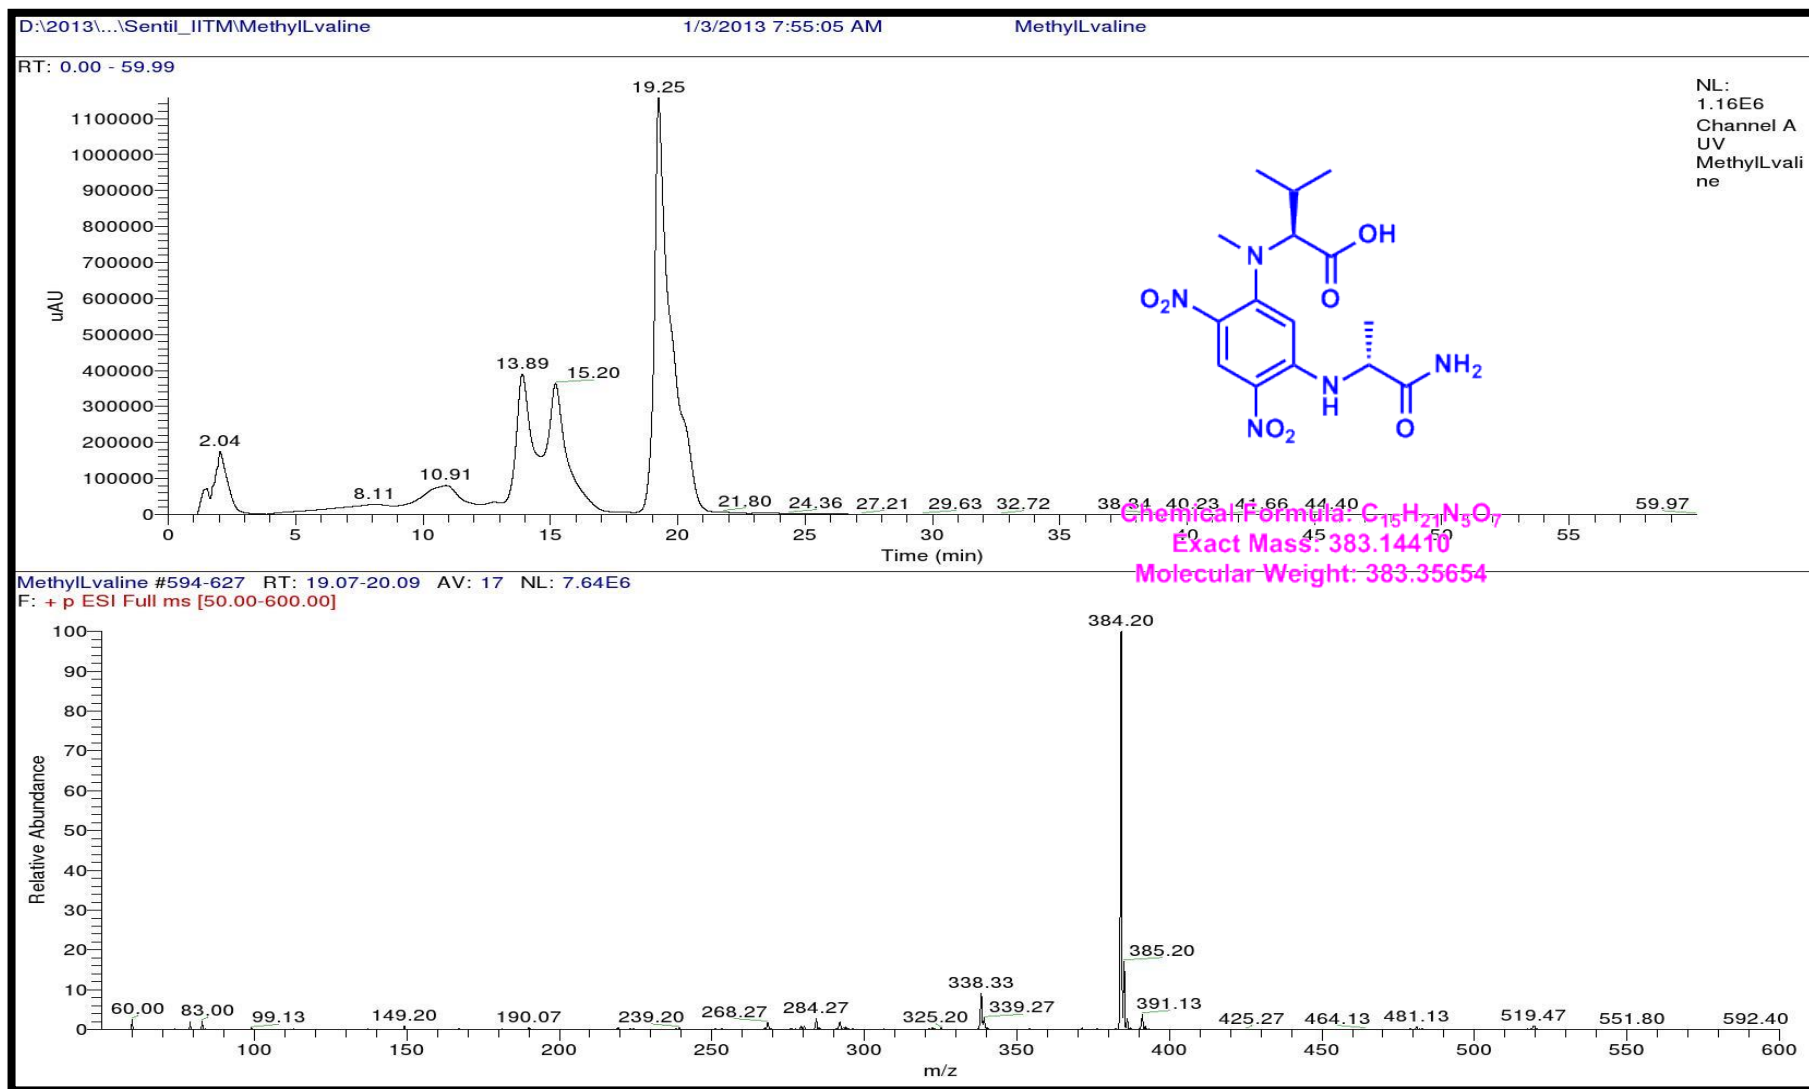 D:\2013\...\Sentil_IITM\MethylLvaline 1/3/2013 7:55:05 AM MethylLvaline
RT: 0.00 - 59.99
NL:
1.16E6
Channel A
UV
MethylLvali
ne
19.25
1100000
1000000
900000
800000
700000
600000
500000
400000
300000
200000
100000
0
uAU
13.89
15.20
2.04
8.11
10.91
21.80 24.36 27.21 29.63 32.72 38.34 40.23 41.66 44.40 59.97
0 5 10 15 20 25 30 35 40 45 50 55
Time (min)
OH
N
O
O₂N
NH₂
N
H
NO₂
O
Chemical Formula: C₁₅H₂₁N₅O₇
Exact Mass: 383.14410
Molecular Weight: 383.35654
MethylLvaline #594-627 RT: 19.07-20.09 AV: 17 NL: 7.64E6
F: + p ESI Full ms [50.00-600.00]
384.20
100
90
80
70
60
50
40
30
20
10
0
Relative Abundance
385.20
338.33
339.27
391.13
60.00 83.00 99.13 149.20 190.07 239.20 268.27 284.27 325.20 425.27 464.13 481.13 519.47 551.80 592.40
100 150 200 250 300 350 400 450 500 550 600
m/z